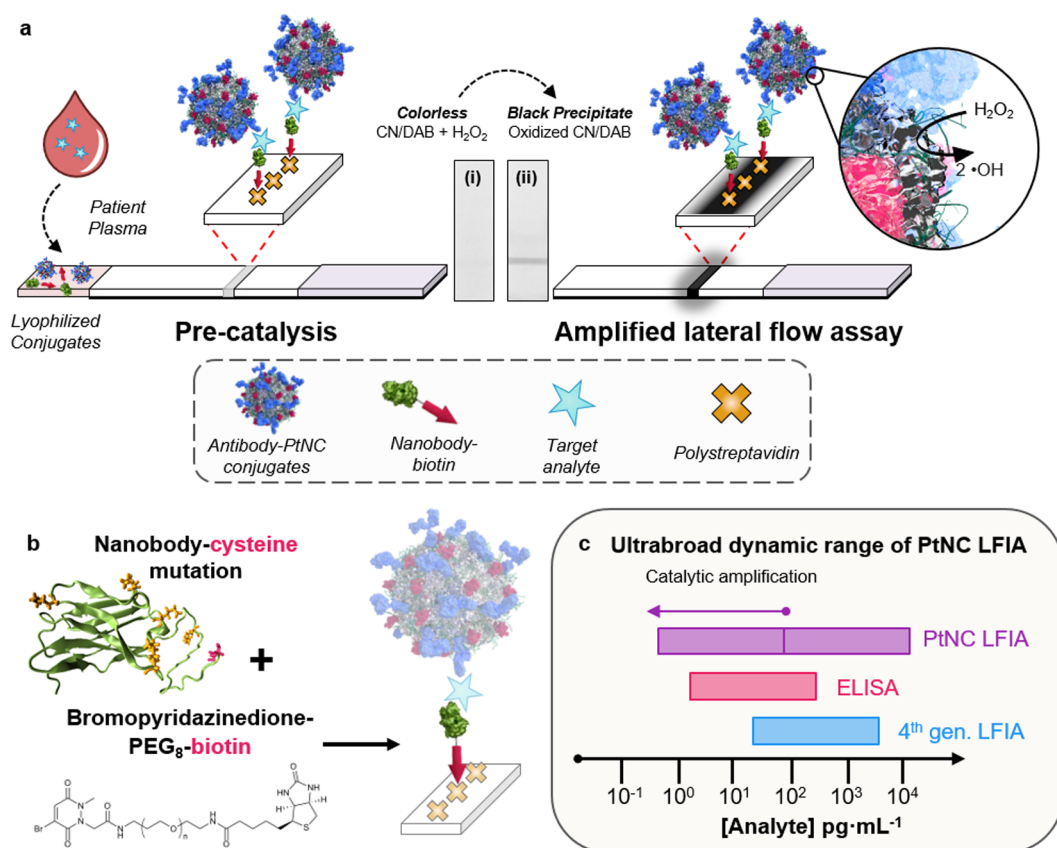 a
Patient
Plasma
Lyophilized
Conjugates
Pre-catalysis
Colorless
CN/DAB + H₂O₂
Black Precipitate
Oxidized CN/DAB
(i)
(ii)
H₂O₂
2 •OH
Amplified lateral flow assay
Antibody-PtNC
conjugates
Nanobody-
biotin
Target
analyte
Polystreptavidin
b
Nanobody-cysteine
mutation
+
Bromopyridazinedione-
PEG₈-biotin
O
N
N
Br
O
O
N
H
O
n
H
N
O
O
HN
NH
H
H
S
c
Ultrabroad dynamic range of PtNC LFIA
Catalytic amplification
PtNC LFIA
ELISA
4th gen. LFIA
10⁻¹ 10⁰ 10¹ 10² 10³ 10⁴
[Analyte] pg·mL⁻¹